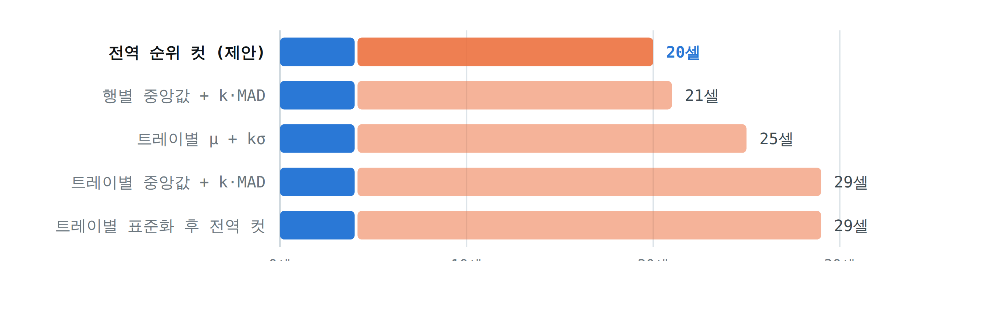 전역 순위 컷 (제안)
20셀
행별 중앙값 + k·MAD
21셀
트레이별 μ + kσ
25셀
트레이별 중앙값 + k·MAD
29셀
트레이별 표준화 후 전역 컷
29셀